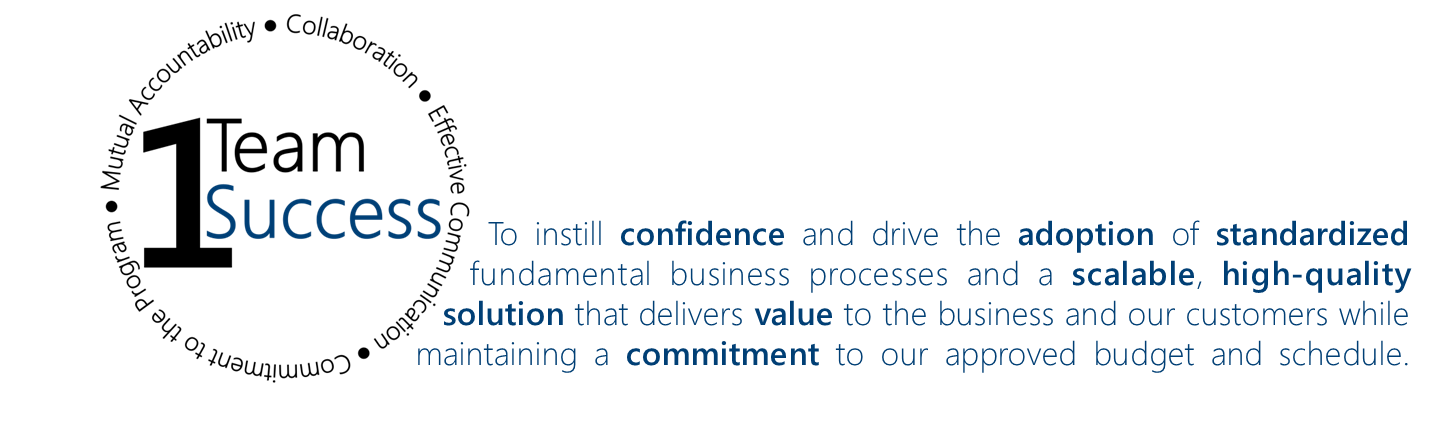 • Mutual Accountability • Collaboration • Effective Communication • Commitment to the Program
1 Team
Success
To instill confidence and drive the adoption of standardized
fundamental business processes and a scalable, high-quality
solution that delivers value to the business and our customers while
maintaining a commitment to our approved budget and schedule.